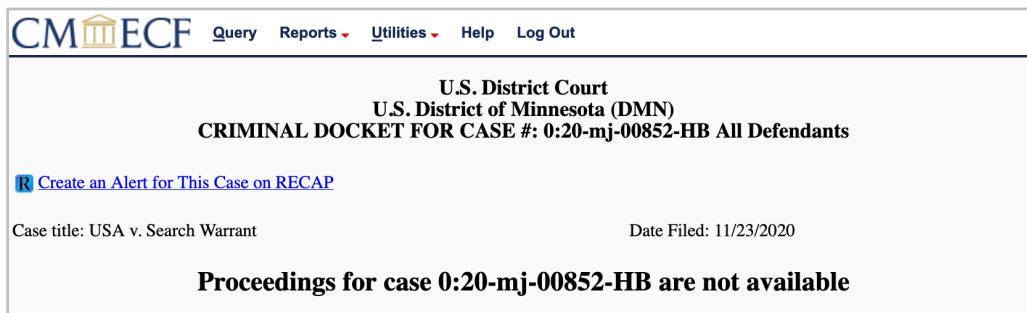 CM ECF Query Reports Utilities Help Log Out
U.S. District Court
U.S. District of Minnesota (DMN)
CRIMINAL DOCKET FOR CASE #: 0:20-mj-00852-HB All Defendants
R Create an Alert for This Case on RECAP
Case title: USA v. Search Warrant Date Filed: 11/23/2020
Proceedings for case 0:20-mj-00852-HB are not available